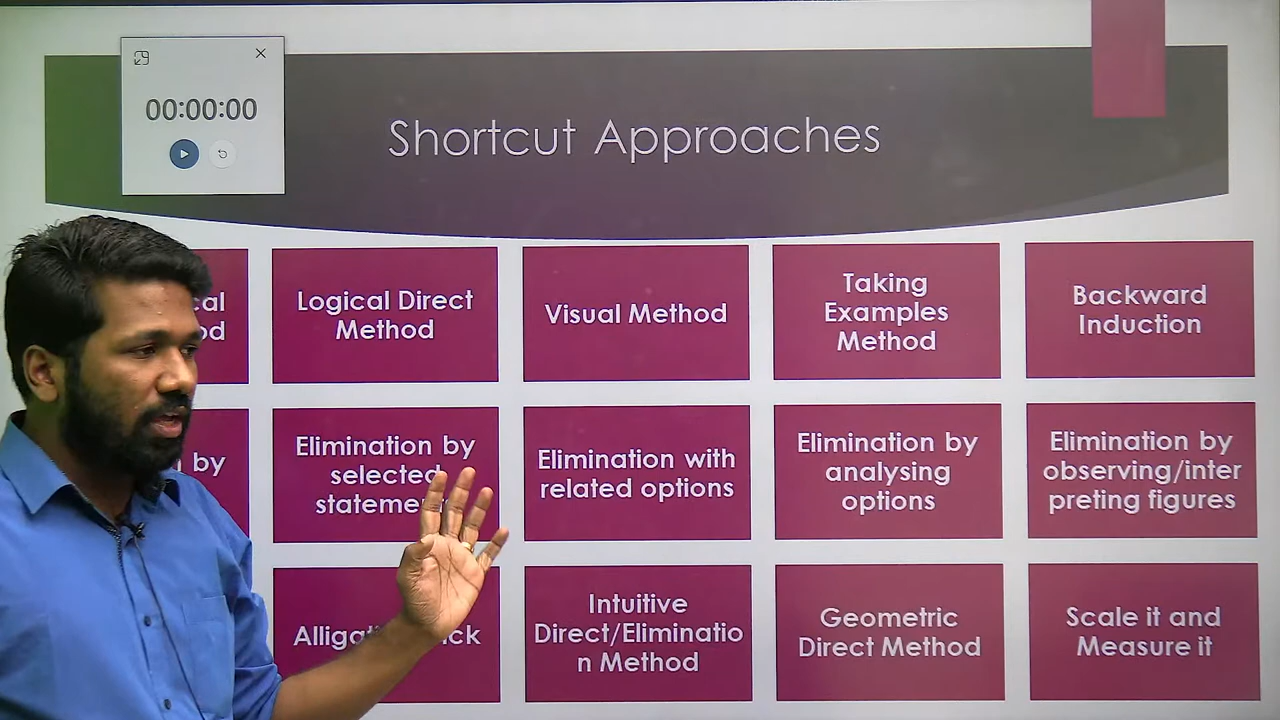 00:00:00
Shortcut Approaches
Logical Direct
Method
Visual Method
Taking
Examples
Method
Backward
Induction
by
Elimination by
selected
Elimination with
related options
Elimination by
analysing
options
Elimination by
observing/inter
preting figures
Intuitive
Direct/Eliminatio
n Method
Geometric
Direct Method
Scale it and
Measure it